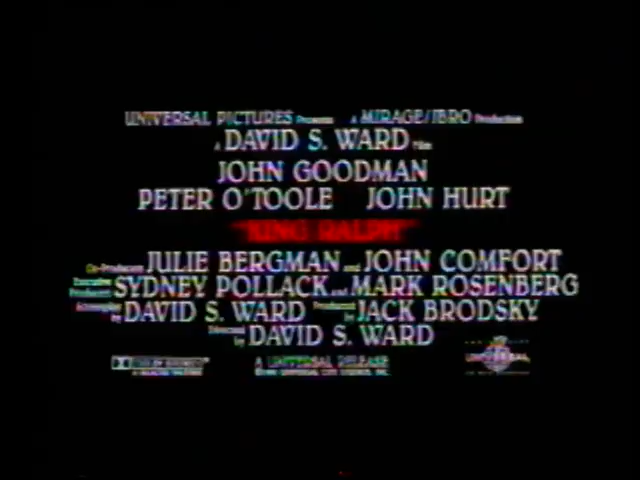 UNIVERSAL PICTURES Presents A MIRAGE/IBRO Production
A DAVID S. WARD Film
JOHN GOODMAN
PETER O'TOOLE JOHN HURT
"KING RALPH"
Co-Producers JULIE BERGMAN and JOHN COMFORT
Executive Producers SYDNEY POLLACK and MARK ROSENBERG
Screenplay by DAVID S. WARD Produced by JACK BRODSKY
Directed by DAVID S. WARD
A UNIVERSAL RELEASE
UNIVERSAL